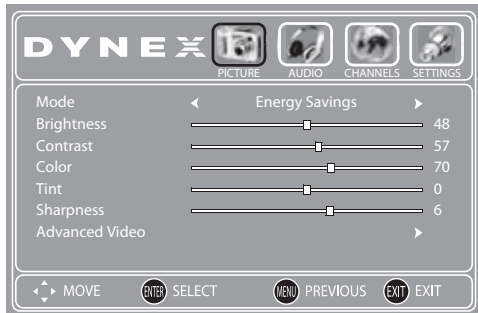 DYNEX
PICTURE AUDIO CHANNELS SETTINGS
Mode Energy Savings
Brightness 48
Contrast 57
Color 70
Tint 0
Sharpness 6
Advanced Video
MOVE ENTER SELECT MENU PREVIOUS EXIT EXIT